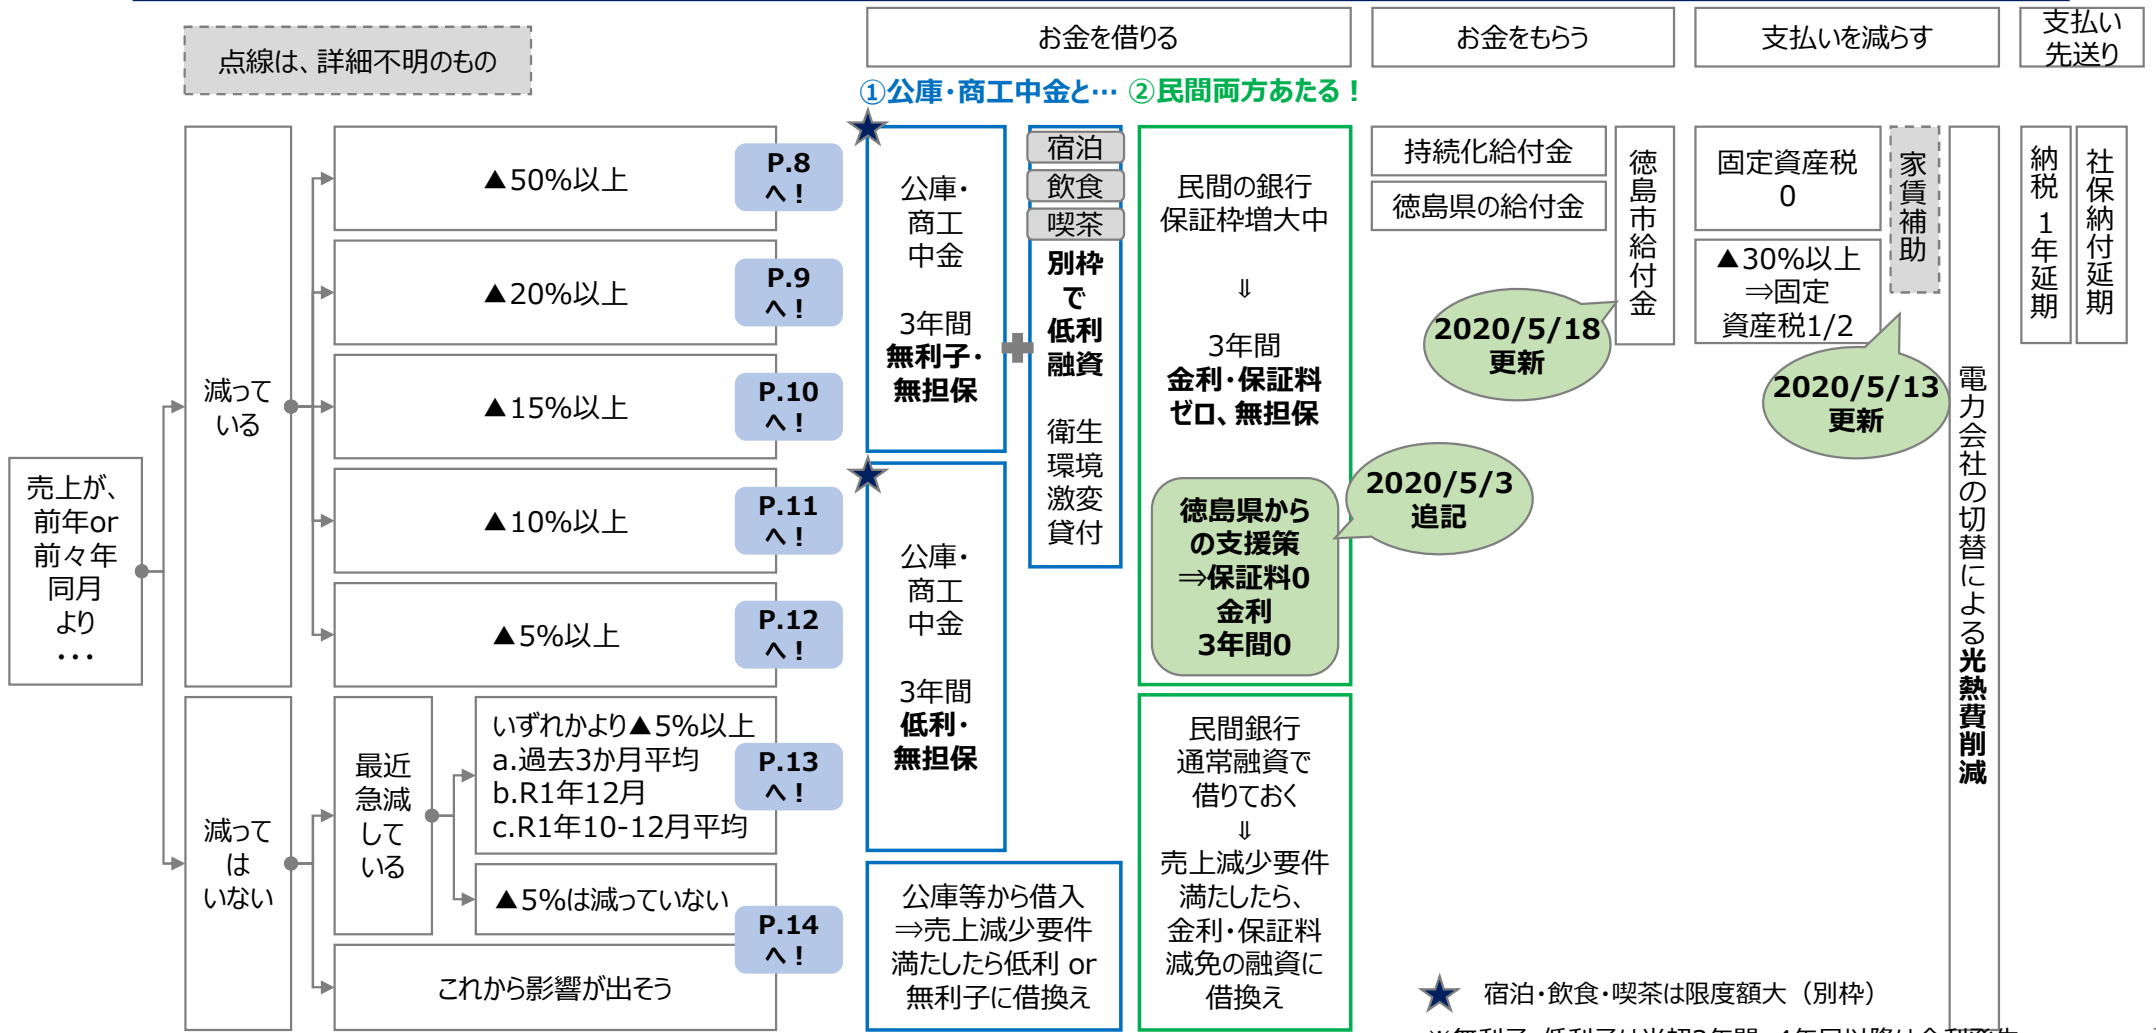 点線は、詳細不明のもの
お金を借りる
お金をもらう
支払いを減らす
支払い
先送り
①公庫・商工中金と… ②民間両方あたる！
売上が、
前年or
前々年
同月
より
・・・
減って
いる
▲50%以上
P.8
へ！
▲20%以上
P.9
へ！
▲15%以上
P.10
へ！
▲10%以上
P.11
へ！
▲5%以上
P.12
へ！
減って
は
いない
最近
急減し
て
いる
いずれかより▲5%以上
a.過去3か月平均
b.R1年12月
c.R1年10-12月平均
P.13
へ！
▲5%は減っていない
P.14
へ！
これから影響が出そう
公庫・
商工
中金
3年間
無利子・
無担保
公庫・
商工
中金
3年間
低利・
無担保
宿泊
飲食
喫茶
別枠
で
低利
融資
衛生
環境
激変
貸付
公庫等から借入
⇒売上減少要件
満たしたら低利 or
無利子に借換え
民間の銀行
保証枠増大中
⇓
3年間
金利・保証料
ゼロ、無担保
徳島県から
の支援策
⇒保証料0
金利
3年間0
2020/5/3
追記
民間銀行
通常融資で
借りておく
⇓
売上減少要件
満たしたら、
金利・保証料
減免の融資に
借換え
持続化給付金
徳島県の給付金
徳島市給付金
2020/5/18
更新
固定資産税
0
▲30%以上
⇒固定
資産税1/2
家賃補助
2020/5/13
更新
電力会社の切替による光熱費削減
納税１年延期
社保納付延期
★ 宿泊・飲食・喫茶は限度額大（別枠）